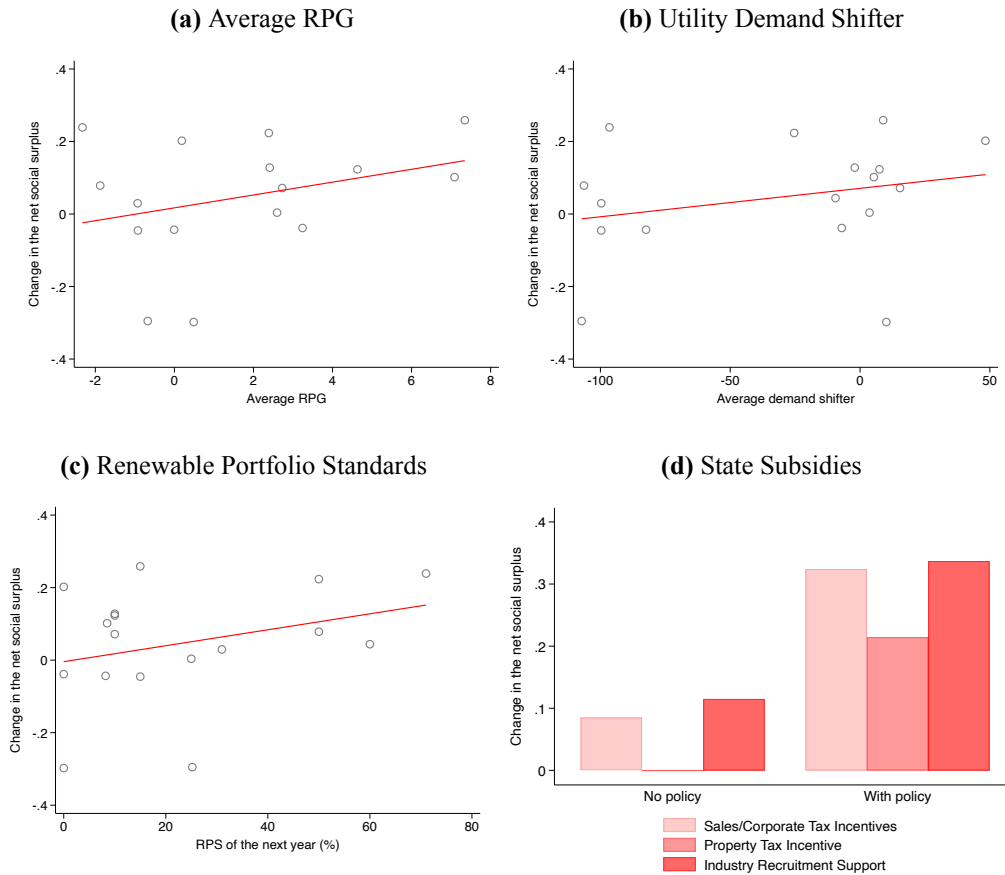 (a) Average RPG
Change in the net social surplus
.4
.2
0
-.2
-.4
-2
0
2
4
6
8
Average RPG
(b) Utility Demand Shifter
Change in the net social surplus
.4
.2
0
-.2
-.4
-100
-50
0
50
Average demand shifter
(c) Renewable Portfolio Standards
Change in the net social surplus
.4
.2
0
-.2
-.4
0
20
40
60
80
RPS of the next year (%)
(d) State Subsidies
Change in the net social surplus
.4
.3
.2
.1
0
No policy
With policy
Sales/Corporate Tax Incentives
Property Tax Incentive
Industry Recruitment Support